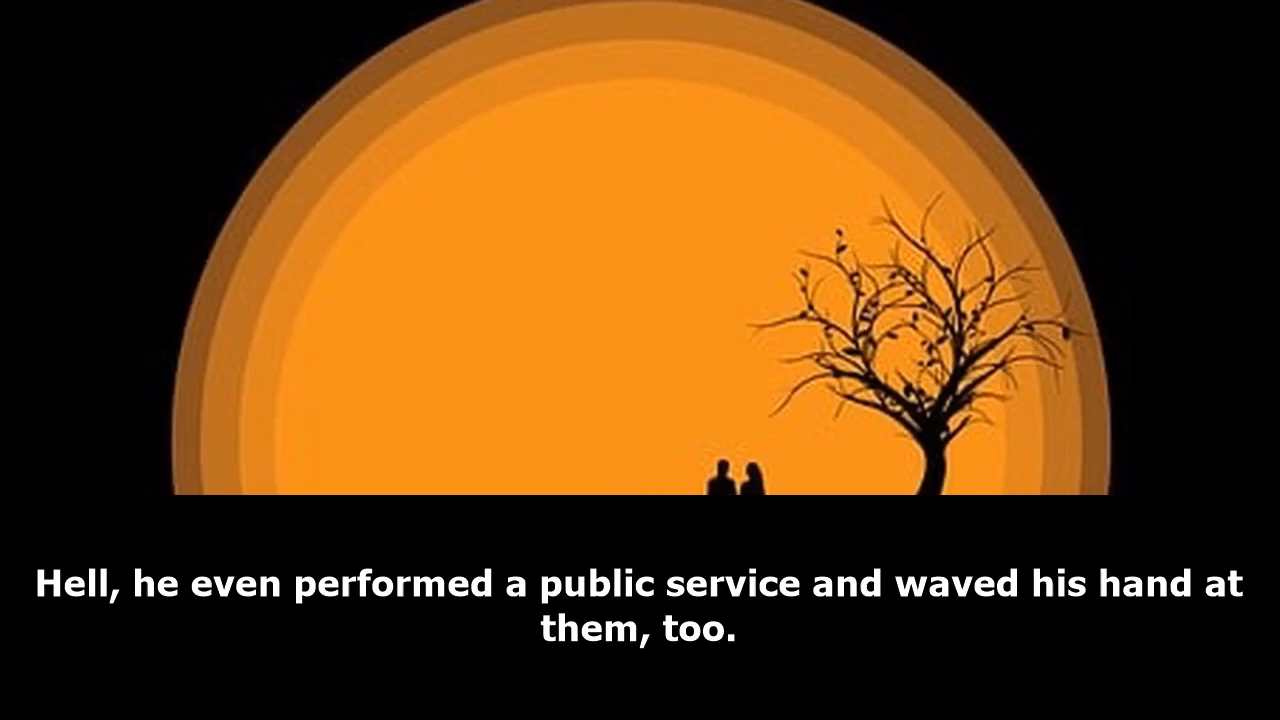 Hell, he even performed a public service and waved his hand at
them, too.